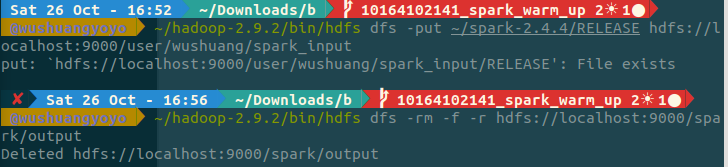 Sat 26 Oct - 16:52 ~/Downloads/b 10164102141_spark_warm_up 2☀ 1●
@wushuangyoyo ~/hadoop-2.9.2/bin/hdfs dfs -put ~/spark-2.4.4/RELEASE hdfs://l
ocalhost:9000/user/wushuang/spark_input
put: `hdfs://localhost:9000/user/wushuang/spark_input/RELEASE': File exists
✘ Sat 26 Oct - 16:56 ~/Downloads/b 10164102141_spark_warm_up 2☀ 1●
@wushuangyoyo ~/hadoop-2.9.2/bin/hdfs dfs -rm -f -r hdfs://localhost:9000/spa
rk/output
Deleted hdfs://localhost:9000/spark/output